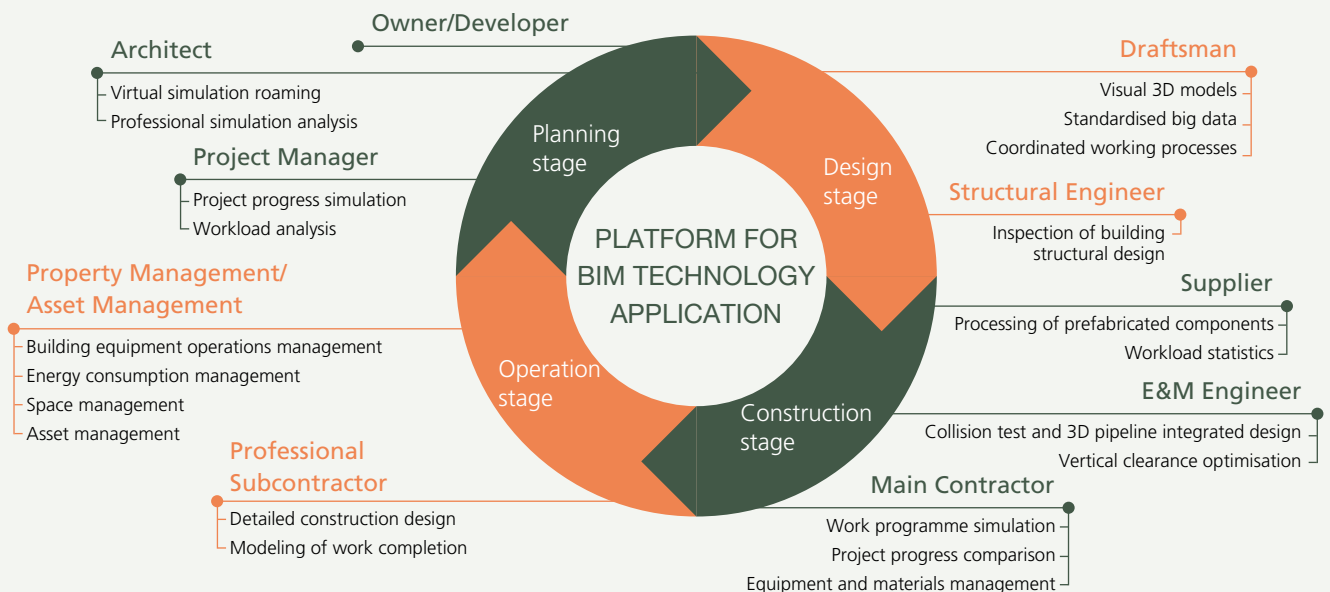 Owner/Developer
Architect
Virtual simulation roaming
Professional simulation analysis
Project Manager
Project progress simulation
Workload analysis
Property Management/
Asset Management
Building equipment operations management
Energy consumption management
Space management
Asset management
Professional
Subcontractor
Detailed construction design
Modeling of work completion
Planning
stage
Design
stage
PLATFORM FOR
BIM TECHNOLOGY
APPLICATION
Operation
stage
Construction
stage
Draftsman
Visual 3D models
Standardised big data
Coordinated working processes
Structural Engineer
Inspection of building
structural design
Supplier
Processing of prefabricated components
Workload statistics
E&M Engineer
Collision test and 3D pipeline integrated design
Vertical clearance optimisation
Main Contractor
Work programme simulation
Project progress comparison
Equipment and materials management